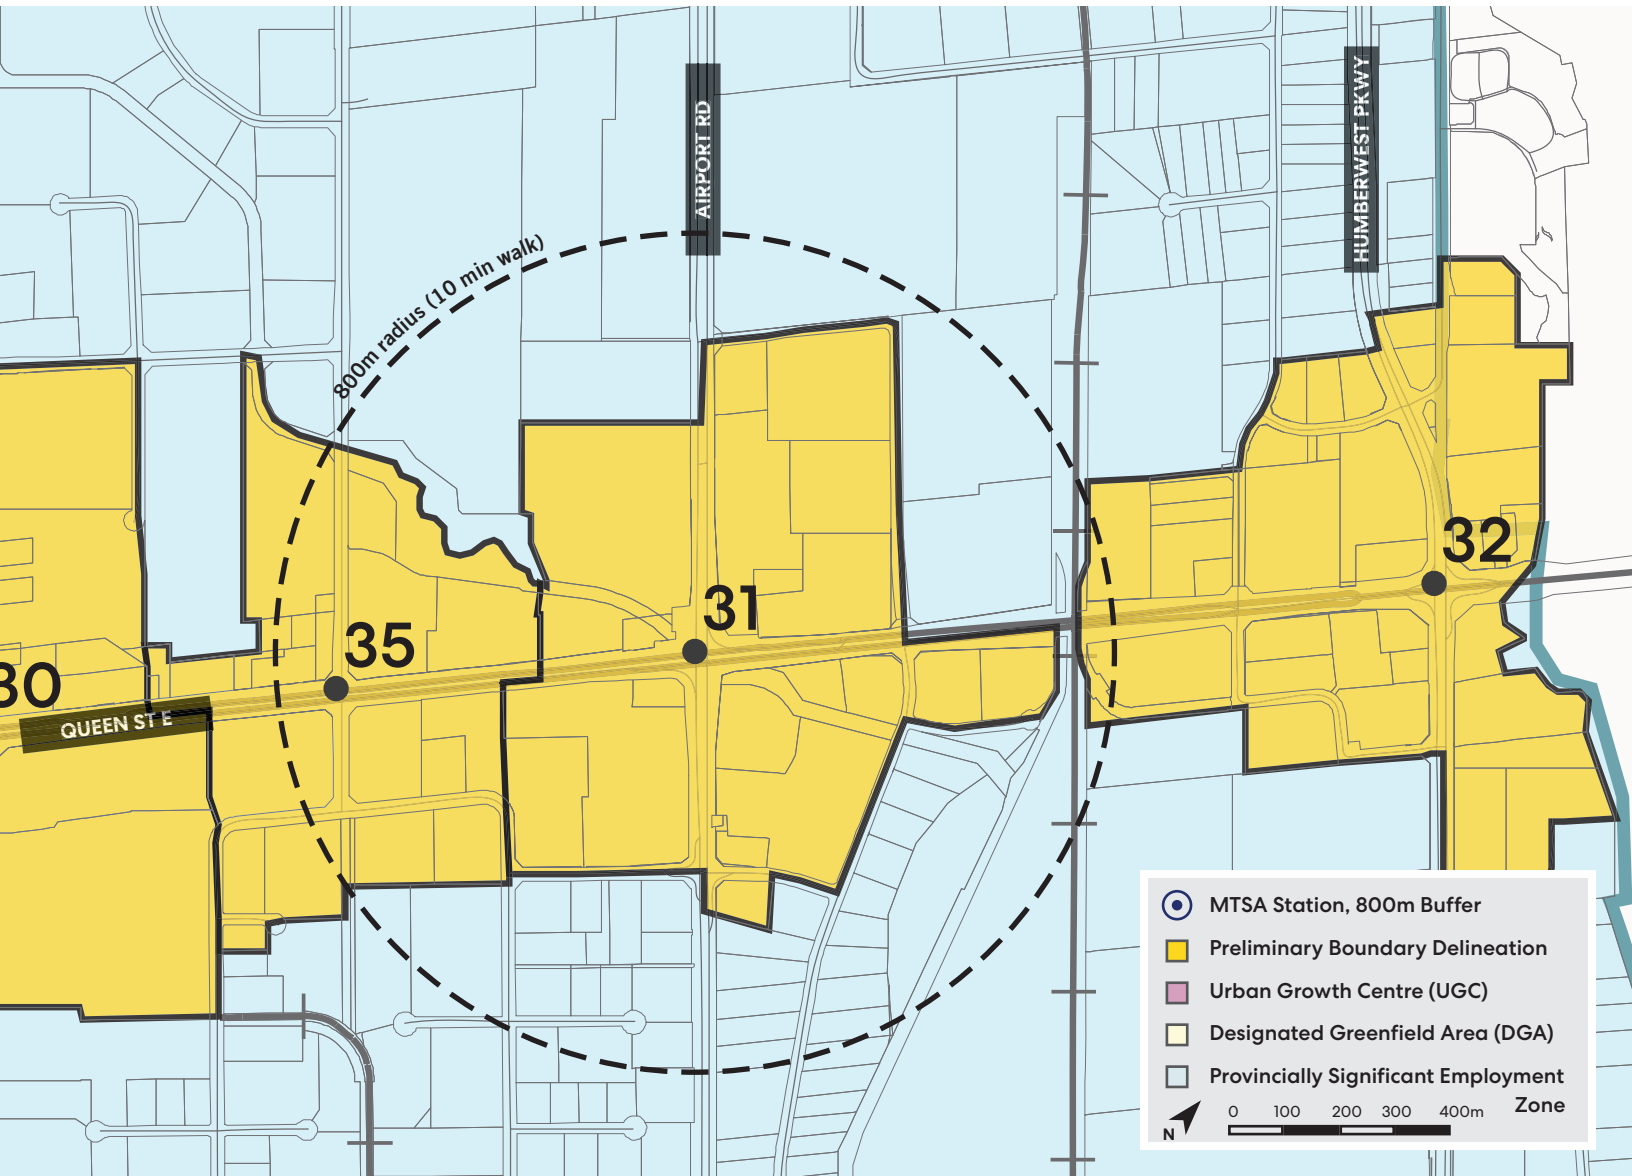 AIRPORT RD
HUMBERWEST PKWY
800m radius (10 min walk)
32
31
35
30
QUEEN ST E
MTSA Station, 800m Buffer
Preliminary Boundary Delineation
Urban Growth Centre (UGC)
Designated Greenfield Area (DGA)
Provincially Significant Employment
Zone
0 100 200 300 400m
N